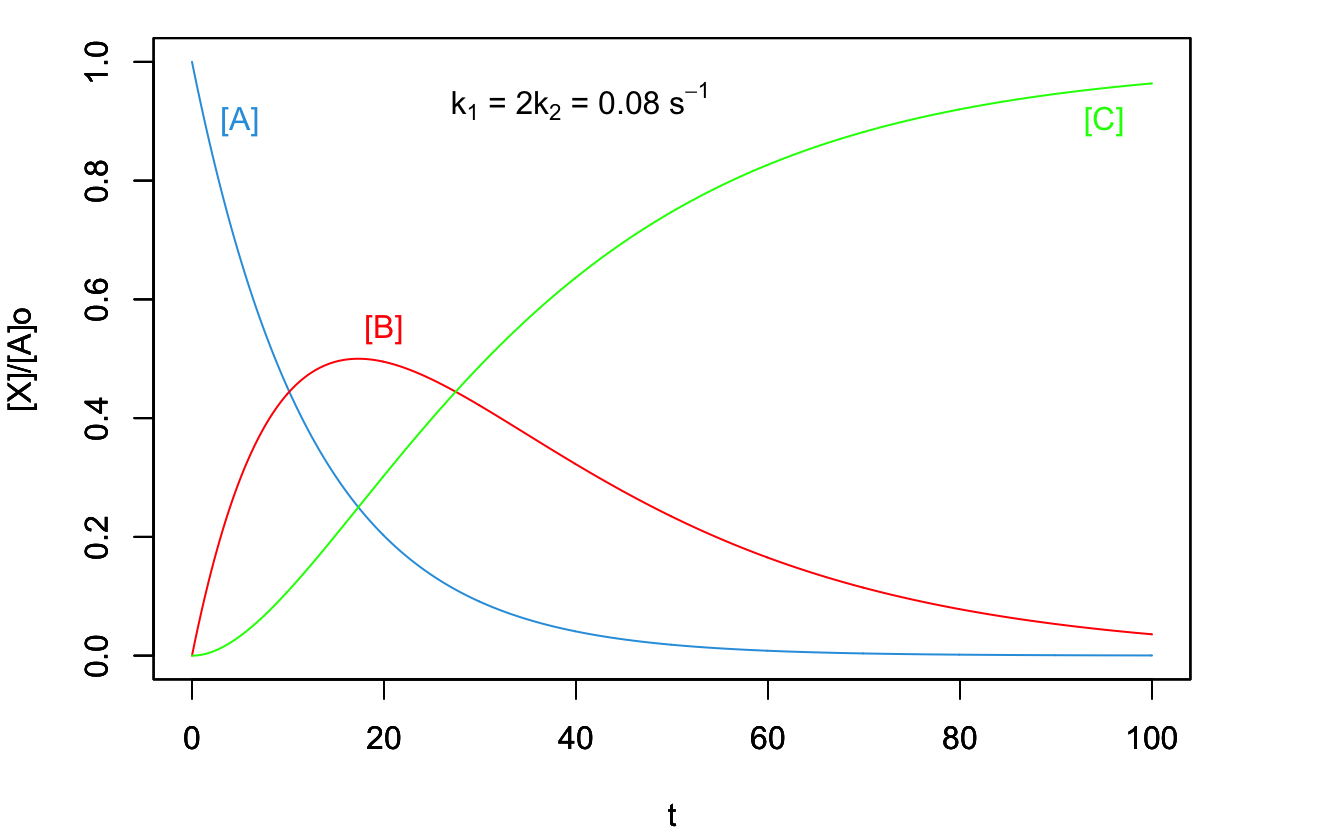 k₁ = 2k₂ = 0.08 s⁻¹
[A]
[C]
[B]
[X]/[A]o
1.0
0.8
0.6
0.4
0.2
0.0
0 20 40 60 80 100
t